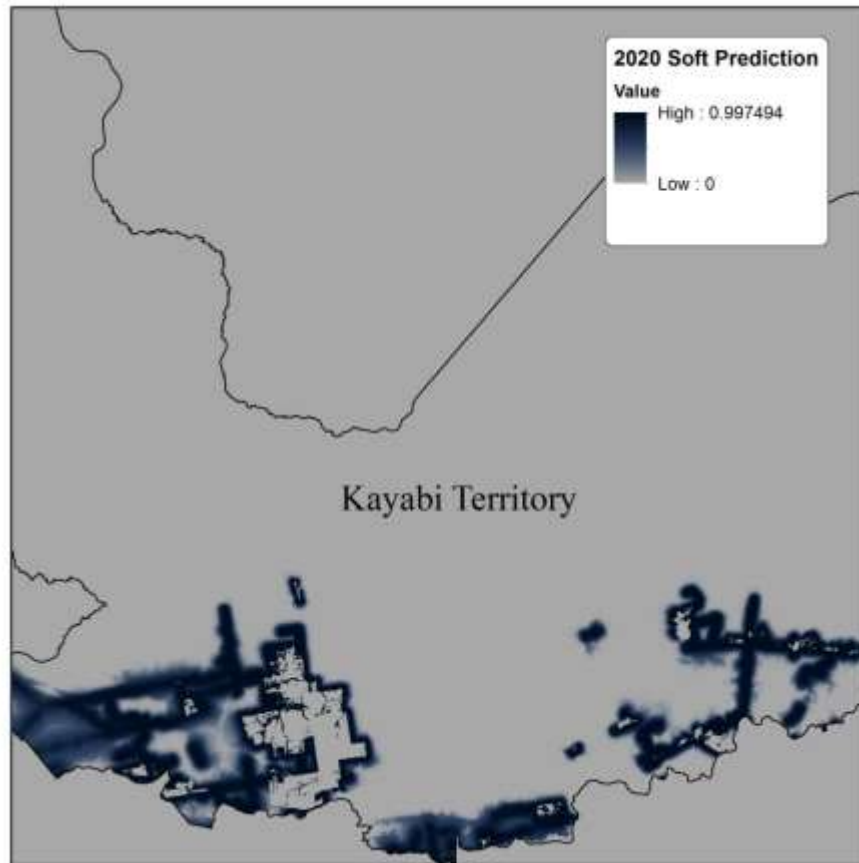 2020 Soft Prediction
Value
High : 0.997494
Low : 0
Kayabi Territory